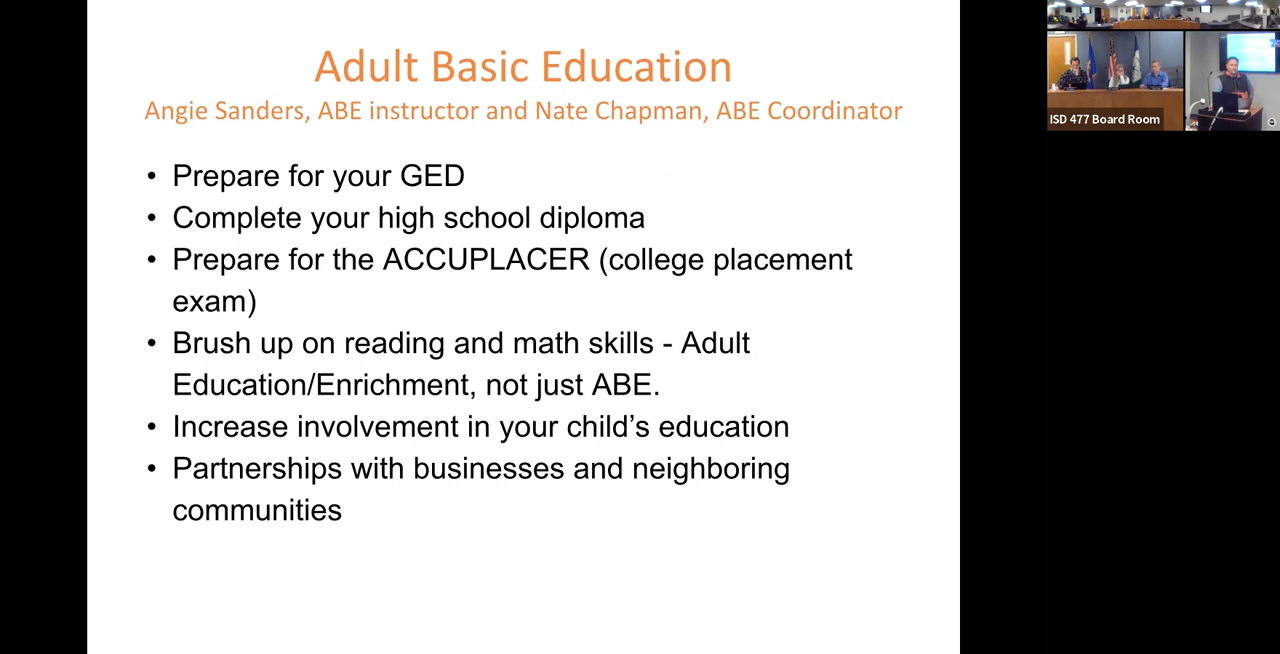 Adult Basic Education
Angie Sanders, ABE instructor and Nate Chapman, ABE Coordinator
• Prepare for your GED
• Complete your high school diploma
• Prepare for the ACCUPLACER (college placement
exam)
• Brush up on reading and math skills - Adult
Education/Enrichment, not just ABE.
• Increase involvement in your child’s education
• Partnerships with businesses and neighboring
communities
ISD 477 Board Room